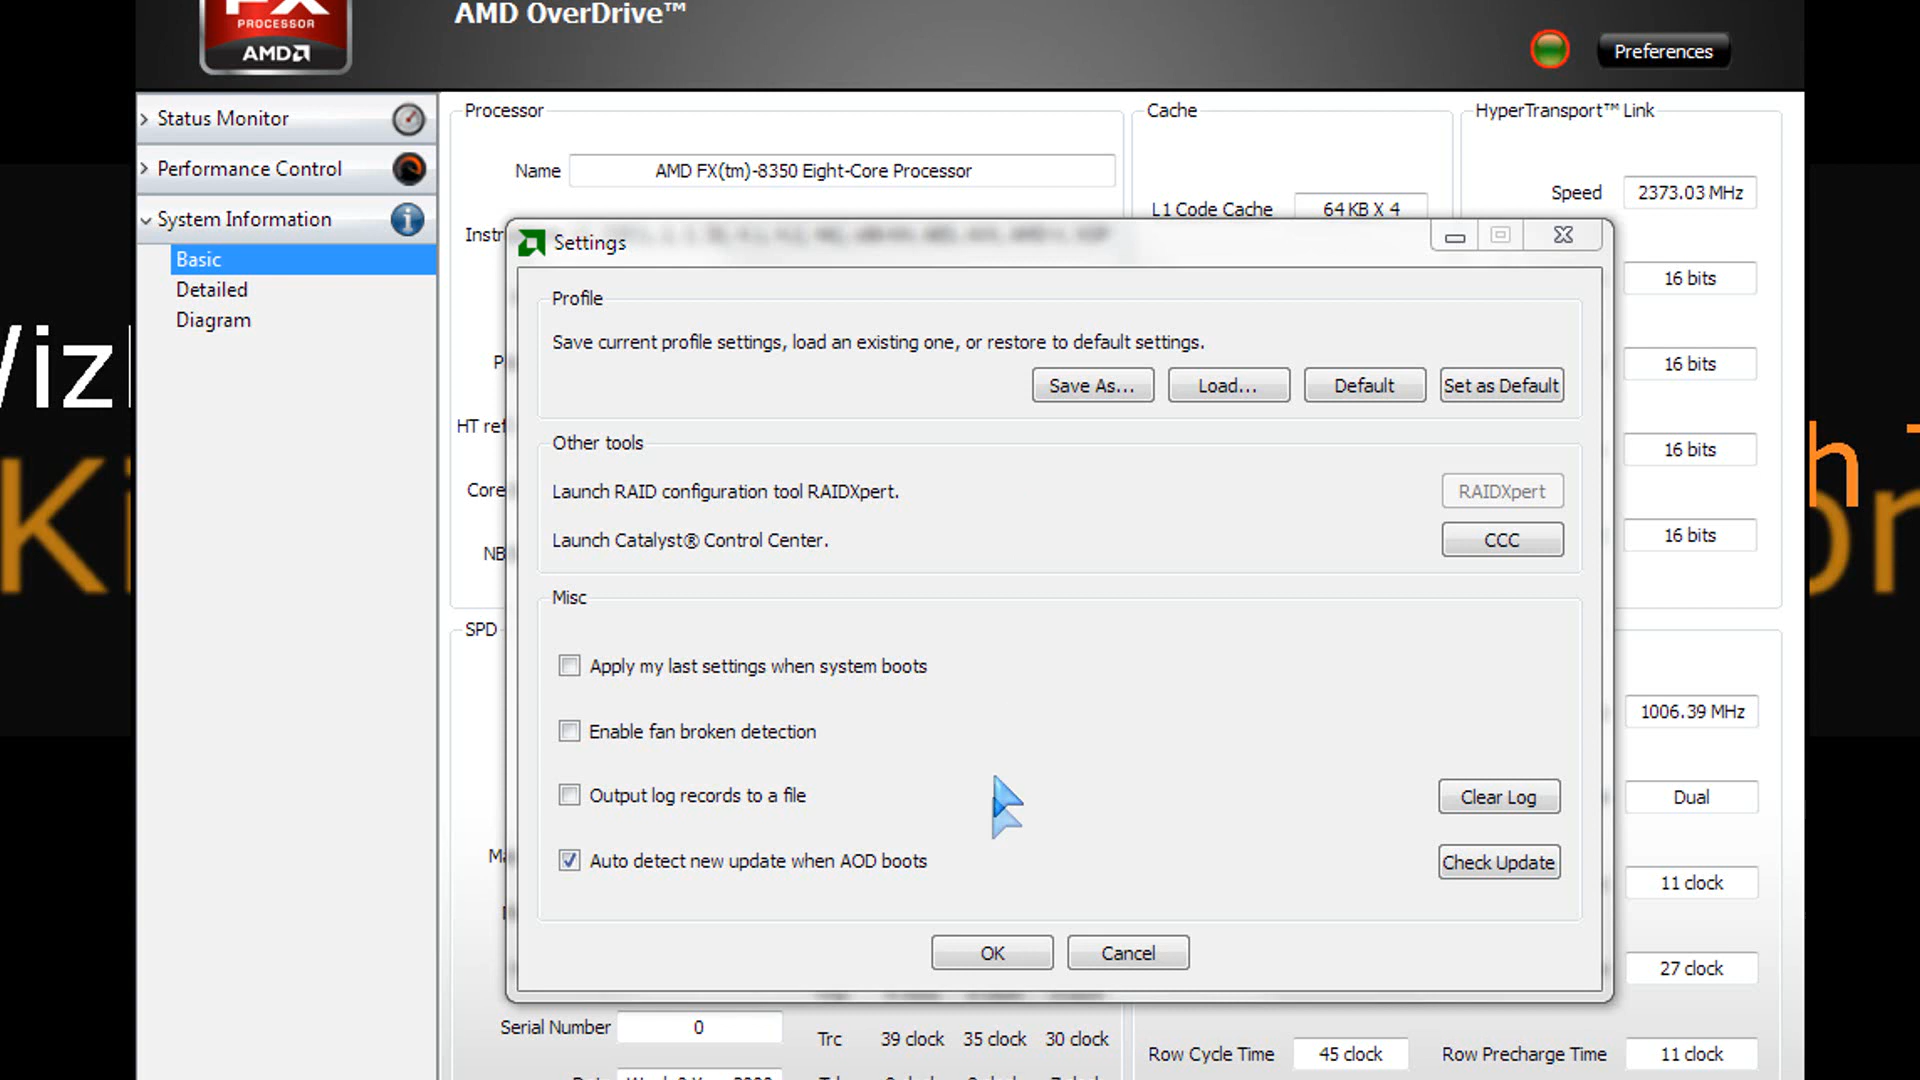 PROCESSOR
AMD
AMD OverDrive™
Preferences
Status Monitor
Performance Control
System Information
Basic
Detailed
Diagram
Processor
Name AMD FX(tm)-8350 Eight-Core Processor
Cache
L1 Code Cache 64 KB X 4
HyperTransport™ Link
Speed 2373.03 MHz
16 bits
16 bits
16 bits
16 bits
HT
Core
NB
SPD
Settings
Profile
Save current profile settings, load an existing one, or restore to default settings.
Save As... Load... Default Set as Default
Other tools
Launch RAID configuration tool RAIDXpert. RAIDXpert
Launch Catalyst® Control Center. CCC
Misc
Apply my last settings when system boots
Enable fan broken detection
Output log records to a file Clear Log
Auto detect new update when AOD boots Check Update
OK Cancel
1006.39 MHz
Dual
11 clock
27 clock
Serial Number 0
Trc 39 clock 35 clock 30 clock
Row Cycle Time 45 clock Row Precharge Time 11 clock